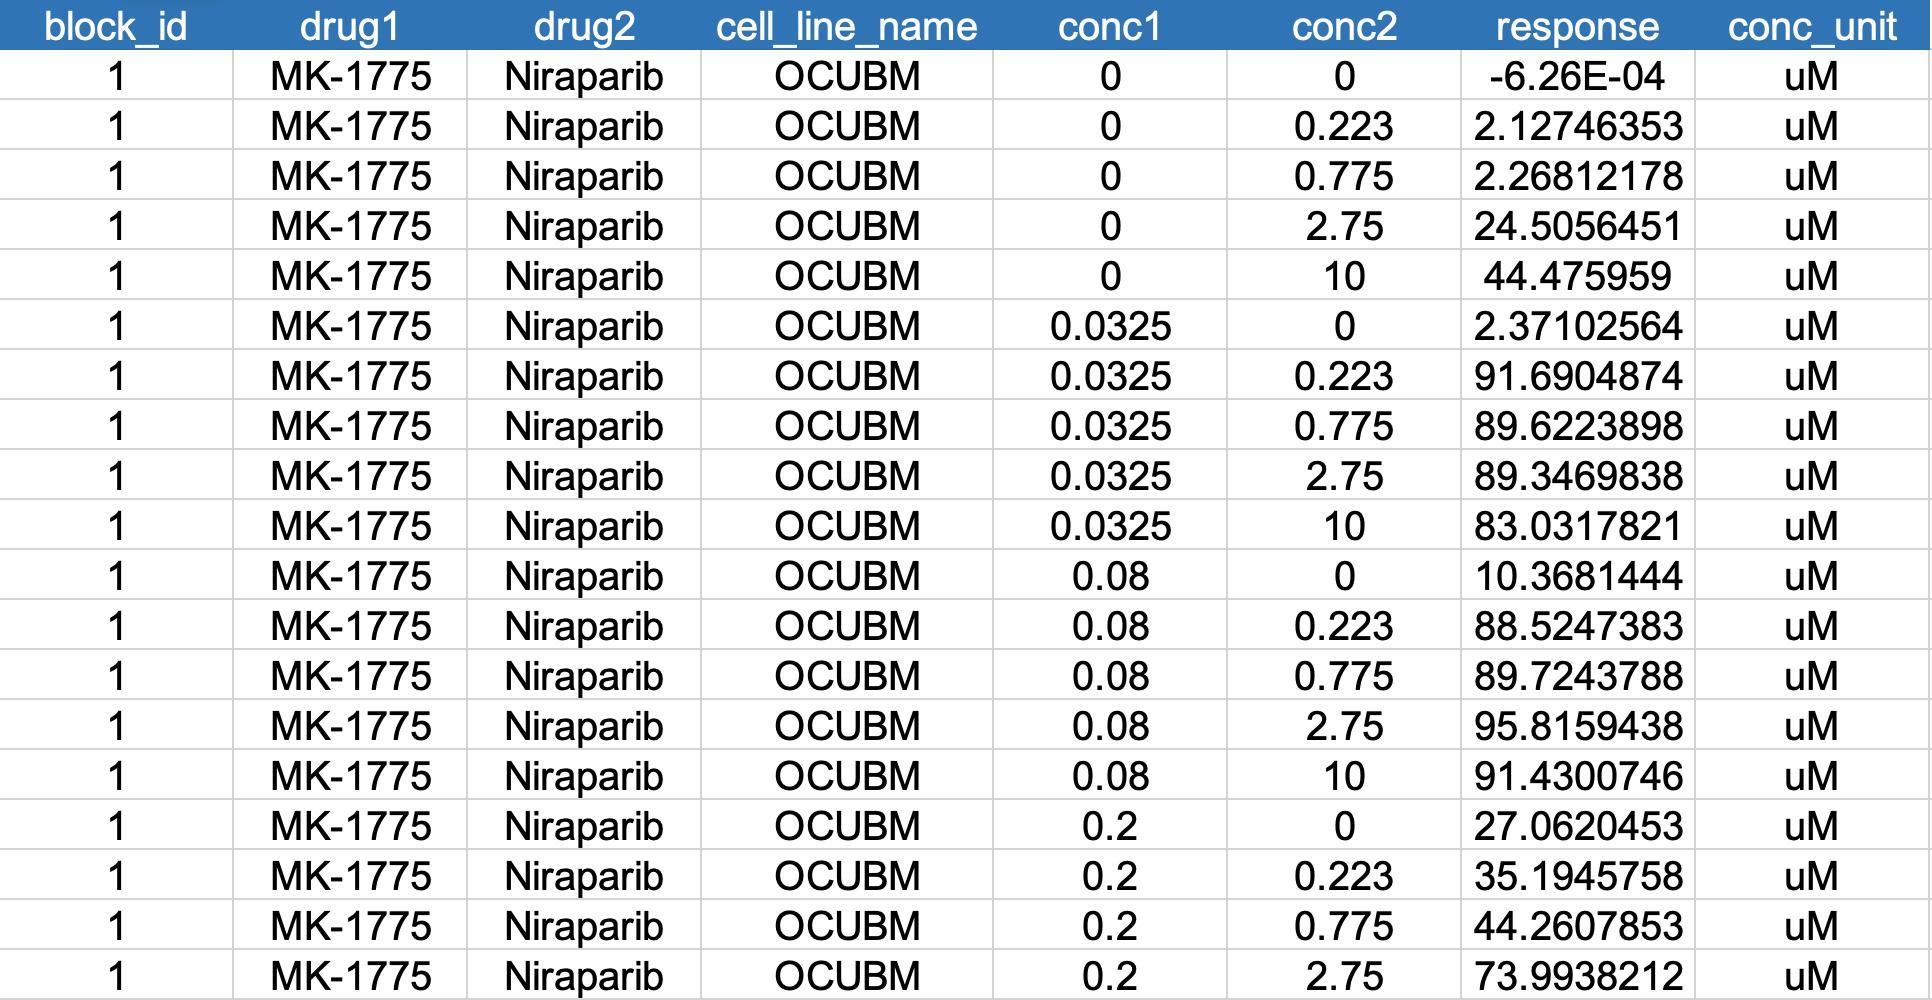 block_id drug1 drug2 cell_line_name conc1 conc2 response conc_unit
1 MK-1775 Niraparib OCUBM 0 0 -6.26E-04 uM
1 MK-1775 Niraparib OCUBM 0 0.223 2.12746353 uM
1 MK-1775 Niraparib OCUBM 0 0.775 2.26812178 uM
1 MK-1775 Niraparib OCUBM 0 2.75 24.5056451 uM
1 MK-1775 Niraparib OCUBM 0 10 44.475959 uM
1 MK-1775 Niraparib OCUBM 0.0325 0 2.37102564 uM
1 MK-1775 Niraparib OCUBM 0.0325 0.223 91.6904874 uM
1 MK-1775 Niraparib OCUBM 0.0325 0.775 89.6223898 uM
1 MK-1775 Niraparib OCUBM 0.0325 2.75 89.3469838 uM
1 MK-1775 Niraparib OCUBM 0.0325 10 83.0317821 uM
1 MK-1775 Niraparib OCUBM 0.08 0 10.3681444 uM
1 MK-1775 Niraparib OCUBM 0.08 0.223 88.5247383 uM
1 MK-1775 Niraparib OCUBM 0.08 0.775 89.7243788 uM
1 MK-1775 Niraparib OCUBM 0.08 2.75 95.8159438 uM
1 MK-1775 Niraparib OCUBM 0.08 10 91.4300746 uM
1 MK-1775 Niraparib OCUBM 0.2 0 27.0620453 uM
1 MK-1775 Niraparib OCUBM 0.2 0.223 35.1945758 uM
1 MK-1775 Niraparib OCUBM 0.2 0.775 44.2607853 uM
1 MK-1775 Niraparib OCUBM 0.2 2.75 73.9938212 uM